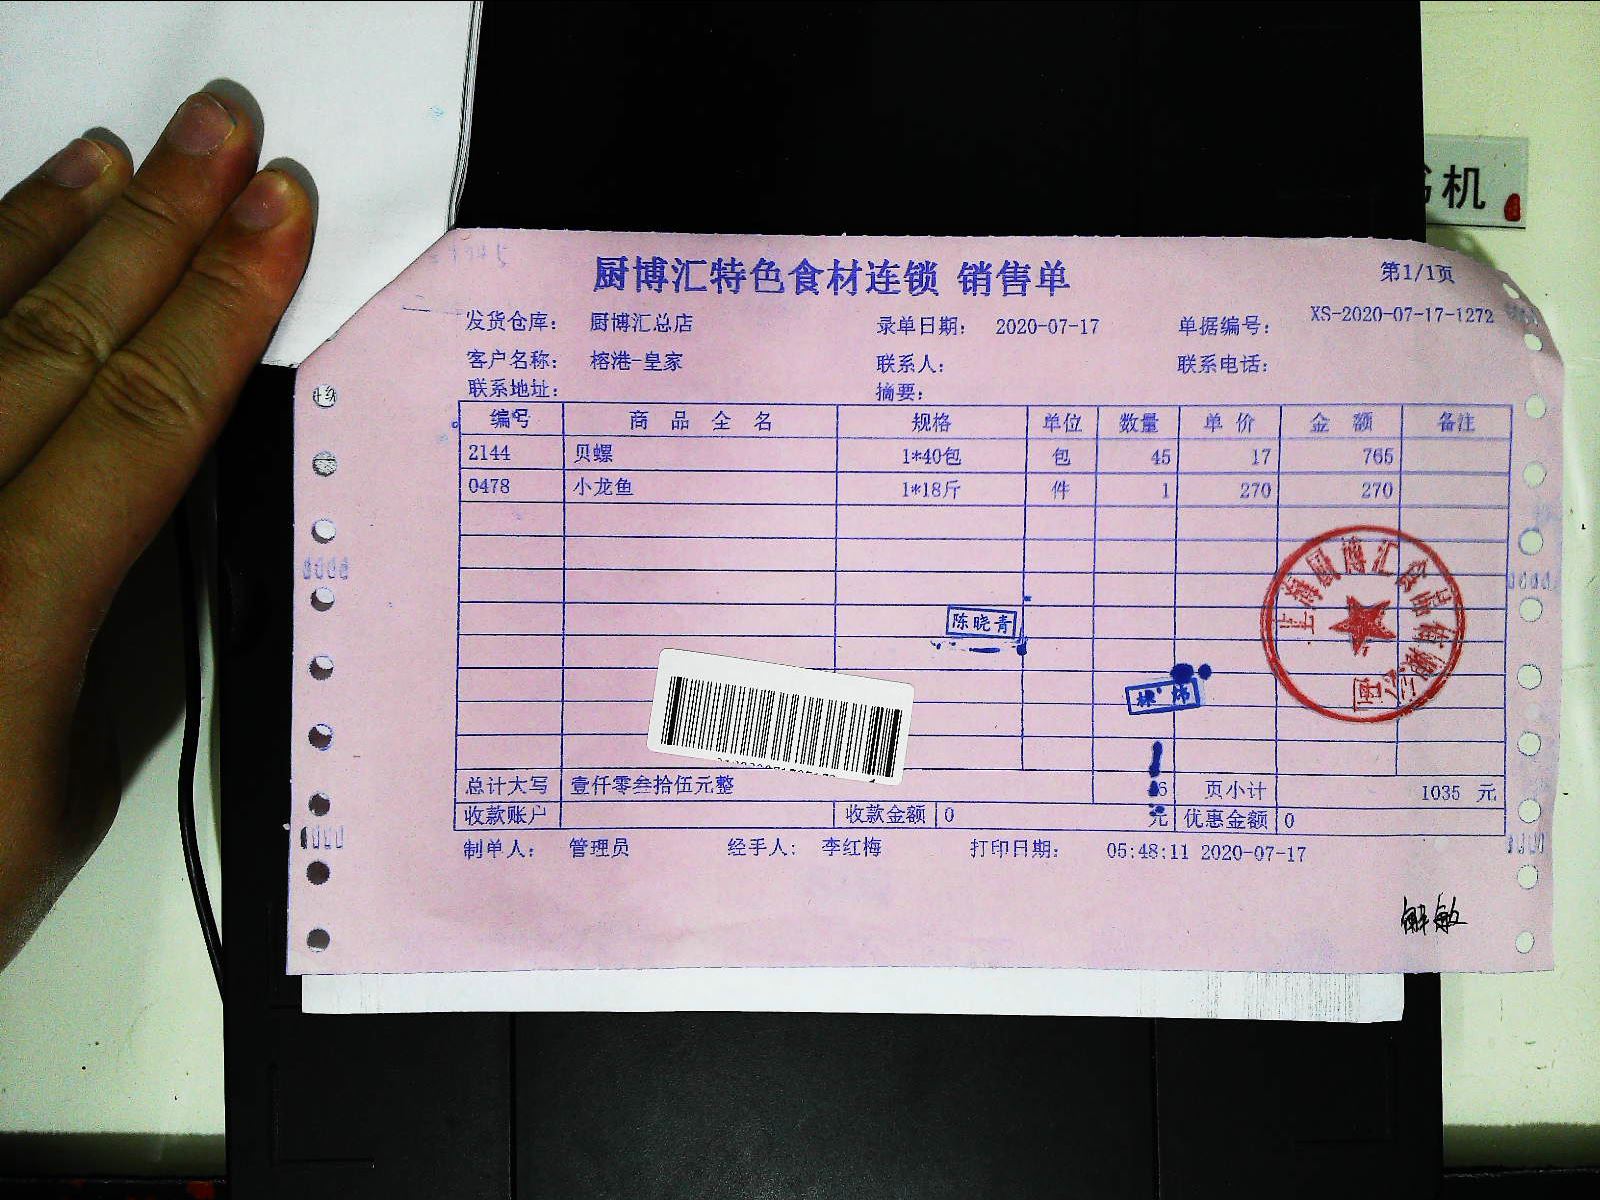 机
厨博汇特色食材连锁 销售单
第1/1页
发货仓库： 厨博汇总店 录单日期： 2020-07-17 单据编号： XS-2020-07-17-1272
客户名称： 榕港-皇家 联系人： 联系电话：
联系地址： 摘要：
编号 商品全名 规格 单位 数量 单价 金额 备注
2144 贝螺 1*40包 包 45 17 765
0478 小龙鱼 1*18斤 件 1 270 270
陈晓青
总计大写 壹仟零叁拾伍元整 页小计 1035 元
收款账户 收款金额 0 元 优惠金额 0
制单人： 管理员 经手人： 李红梅 打印日期： 05:48:11 2020-07-17